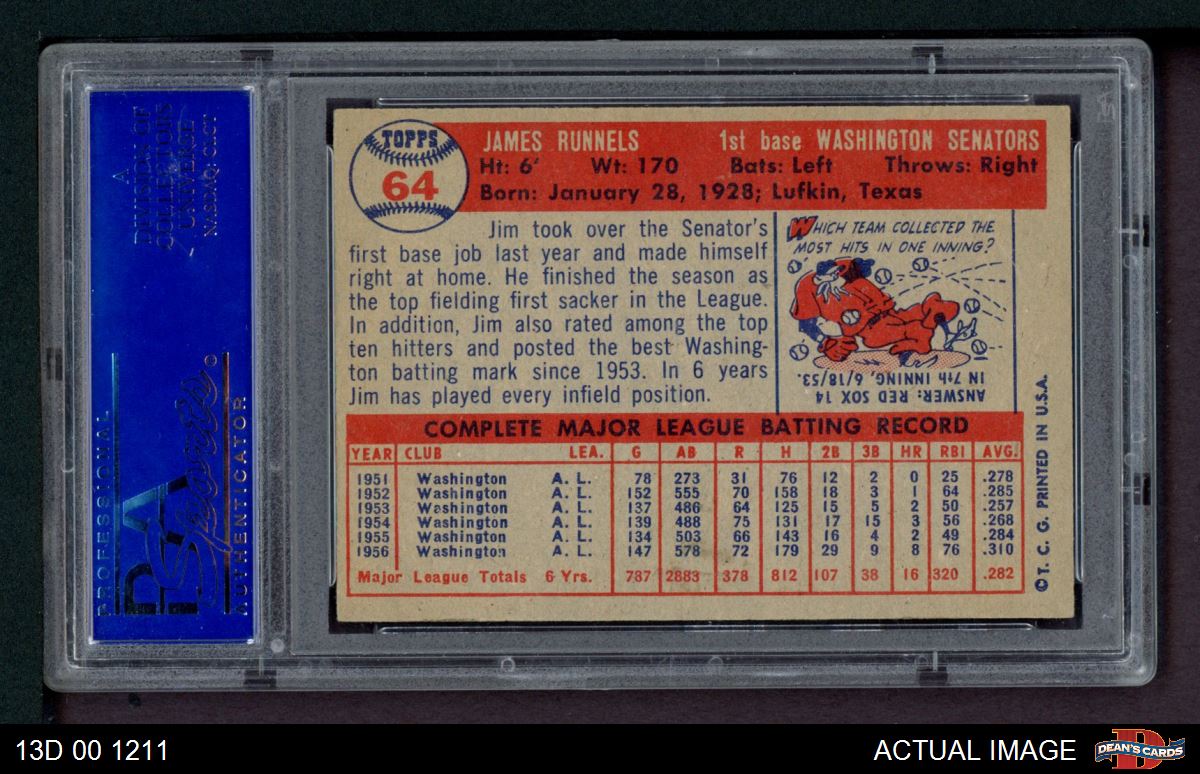 A
DIVISION OF
COLLECTORS
UNIVERSE
NASDAQ: CLCT
PROFESSIONAL
PSA
Sports
AUTHENTICATOR
TOPPS
64
JAMES RUNNELS 1st base WASHINGTON SENATORS
Ht: 6' Wt: 170 Bats: Left Throws: Right
Born: January 28, 1928; Lufkin, Texas
Jim took over the Senator's
first base job last year and made himself
right at home. He finished the season as
the top fielding first sacker in the League.
In addition, Jim also rated among the top
ten hitters and posted the best Washing-
ton batting mark since 1953. In 6 years
Jim has played every infield position.
WHICH TEAM COLLECTED THE
MOST HITS IN ONE INNING?
ANSWER: RED SOX 14
IN 7th INNING, 6/18/53.
COMPLETE MAJOR LEAGUE BATTING RECORD
YEAR CLUB LEA. G AB R H 2B 3B HR RBI AVG.
1951 Washington A. L. 78 273 31 76 12 2 0 25 .278
1952 Washington A. L. 152 555 70 158 18 3 1 64 .285
1953 Washington A. L. 137 486 64 125 15 5 2 50 .257
1954 Washington A. L. 139 488 75 131 17 15 3 56 .268
1955 Washington A. L. 134 503 66 143 16 4 2 49 .284
1956 Washington A. L. 147 578 72 179 29 9 8 76 .310
Major League Totals 6 Yrs. 787 2883 378 812 107 38 16 320 .282
© T. C. G. PRINTED IN U.S.A.
13D 00 1211
ACTUAL IMAGE
DEAN'S CARDS